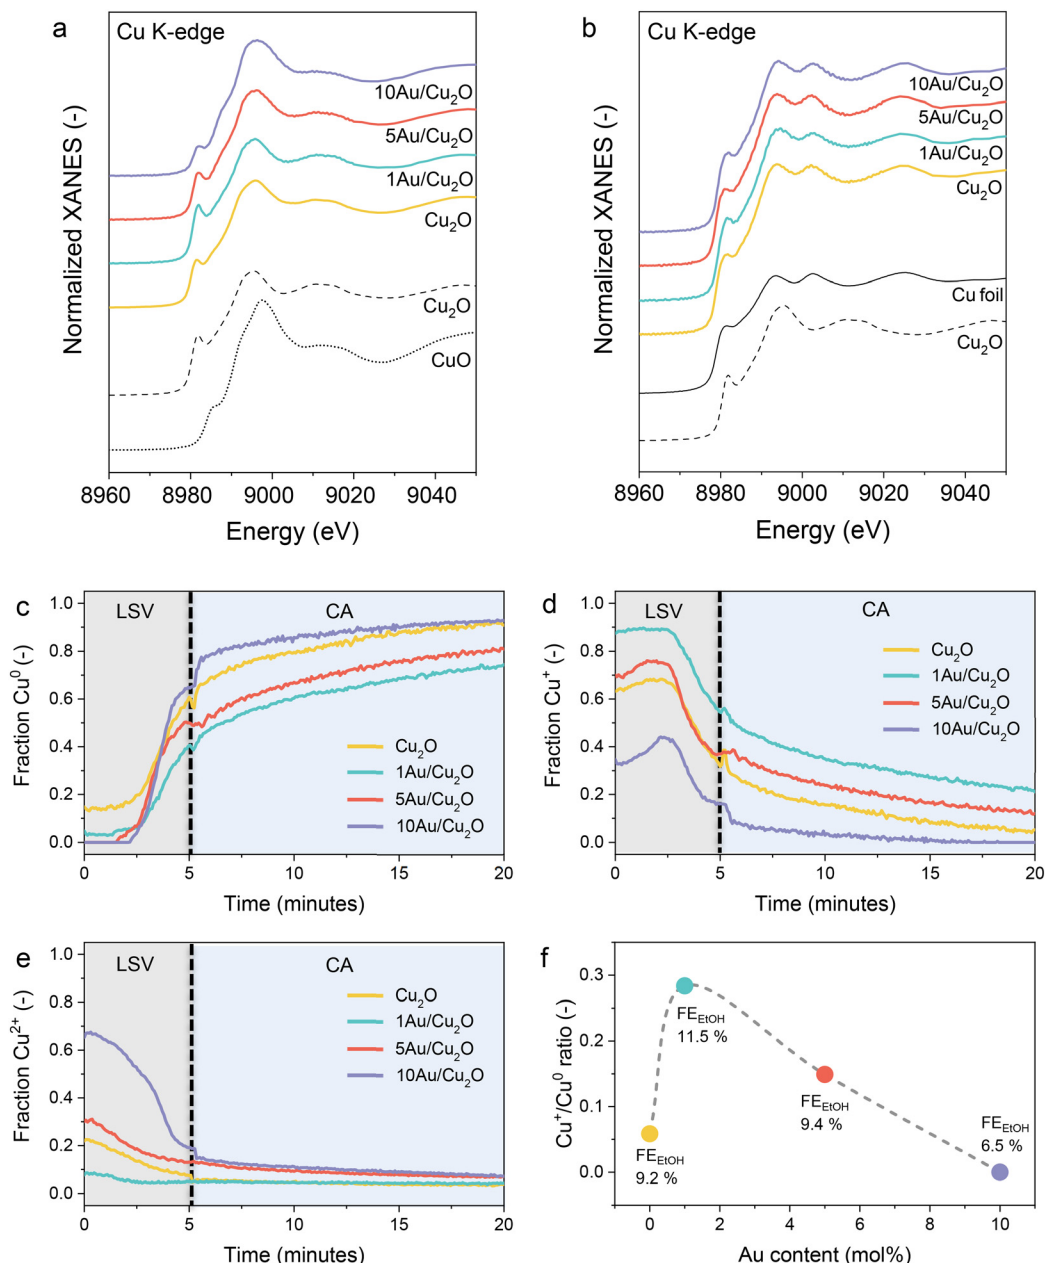 a
Cu K-edge
10Au/Cu₂O
5Au/Cu₂O
1Au/Cu₂O
Cu₂O
Cu₂O
CuO
Normalized XANES (-)
8960 8980 9000 9020 9040
Energy (eV)
b
Cu K-edge
10Au/Cu₂O
5Au/Cu₂O
1Au/Cu₂O
Cu₂O
Cu foil
Cu₂O
Normalized XANES (-)
8960 8980 9000 9020 9040
Energy (eV)
c
LSV CA
1.0
0.8
0.6
0.4
0.2
0.0
Fraction Cu⁰ (-)
Cu₂O
1Au/Cu₂O
5Au/Cu₂O
10Au/Cu₂O
0 5 10 15 20
Time (minutes)
d
LSV CA
1.0
0.8
0.6
0.4
0.2
0.0
Fraction Cu⁺ (-)
Cu₂O
1Au/Cu₂O
5Au/Cu₂O
10Au/Cu₂O
0 5 10 15 20
Time (minutes)
e
LSV CA
1.0
0.8
0.6
0.4
0.2
0.0
Fraction Cu²⁺ (-)
Cu₂O
1Au/Cu₂O
5Au/Cu₂O
10Au/Cu₂O
0 5 10 15 20
Time (minutes)
f
0.3
0.2
0.1
0.0
Cu⁺/Cu⁰ ratio (-)
FE_EtOH
11.5 %
FE_EtOH
9.4 %
FE_EtOH
6.5 %
FE_EtOH
9.2 %
0 2 4 6 8 10
Au content (mol%)